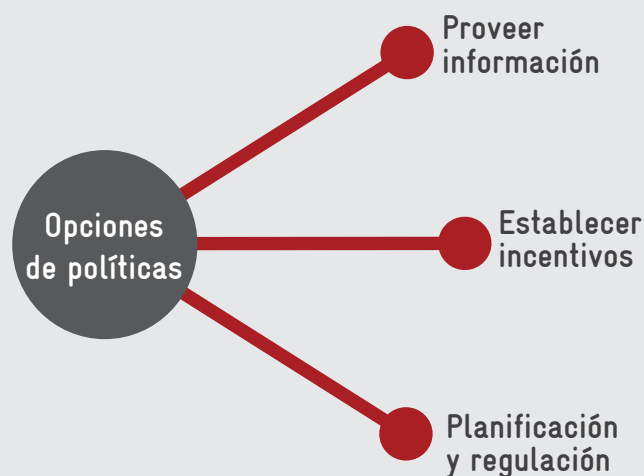 Proveer
información
Opciones
de políticas
Establecer
incentivos
Planificación
y regulación